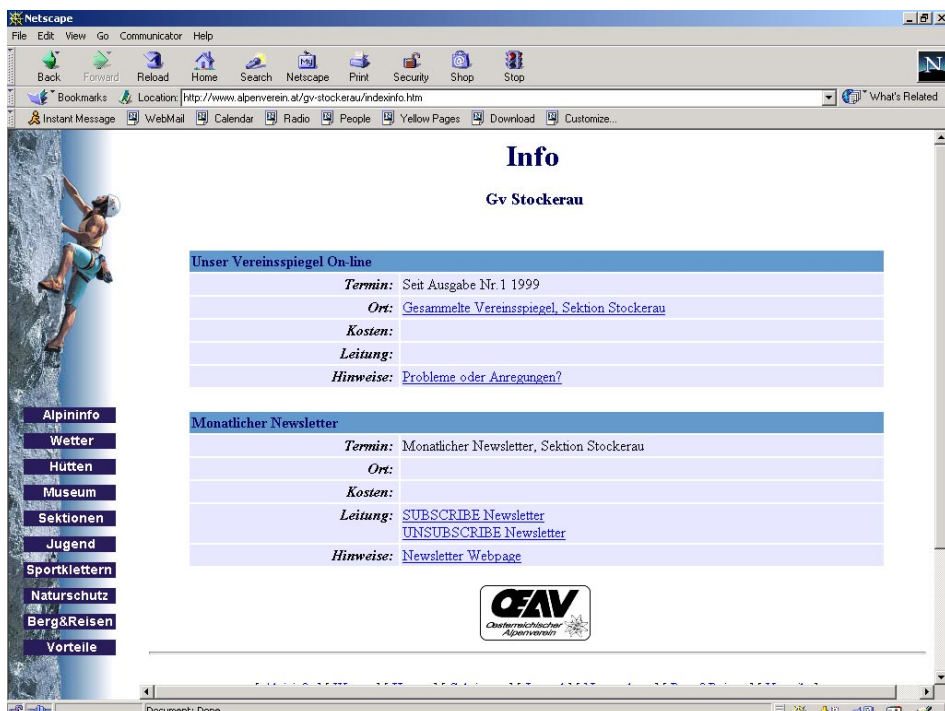 Netscape
File Edit View Go Communicator Help
Back Forward Reload Home Search Netscape Print Security Shop Stop
N
Bookmarks Location: http://www.alpenverein.at/gv-stockerau/indexinfo.htm What's Related
Instant Message WebMail Calendar Radio People Yellow Pages Download Customize...
Info
Gv Stockerau
Unser Vereinsspiegel On-line
Termin: Seit Ausgabe Nr.1 1999
Ort: Gesammelte Vereinsspiegel, Sektion Stockerau
Kosten:
Leitung:
Hinweise: Probleme oder Anregungen?
Monatlicher Newsletter
Termin: Monatlicher Newsletter, Sektion Stockerau
Ort:
Kosten:
Leitung: SUBSCRIBE Newsletter
UNSUBSCRIBE Newsletter
Hinweise: Newsletter Webpage
Alpininfo
Wetter
Hütten
Museum
Sektionen
Jugend
Sportklettern
Naturschutz
Berg&Reisen
Vorteile
ŒAV
Oesterreichischer
Alpenverein
Document: Done